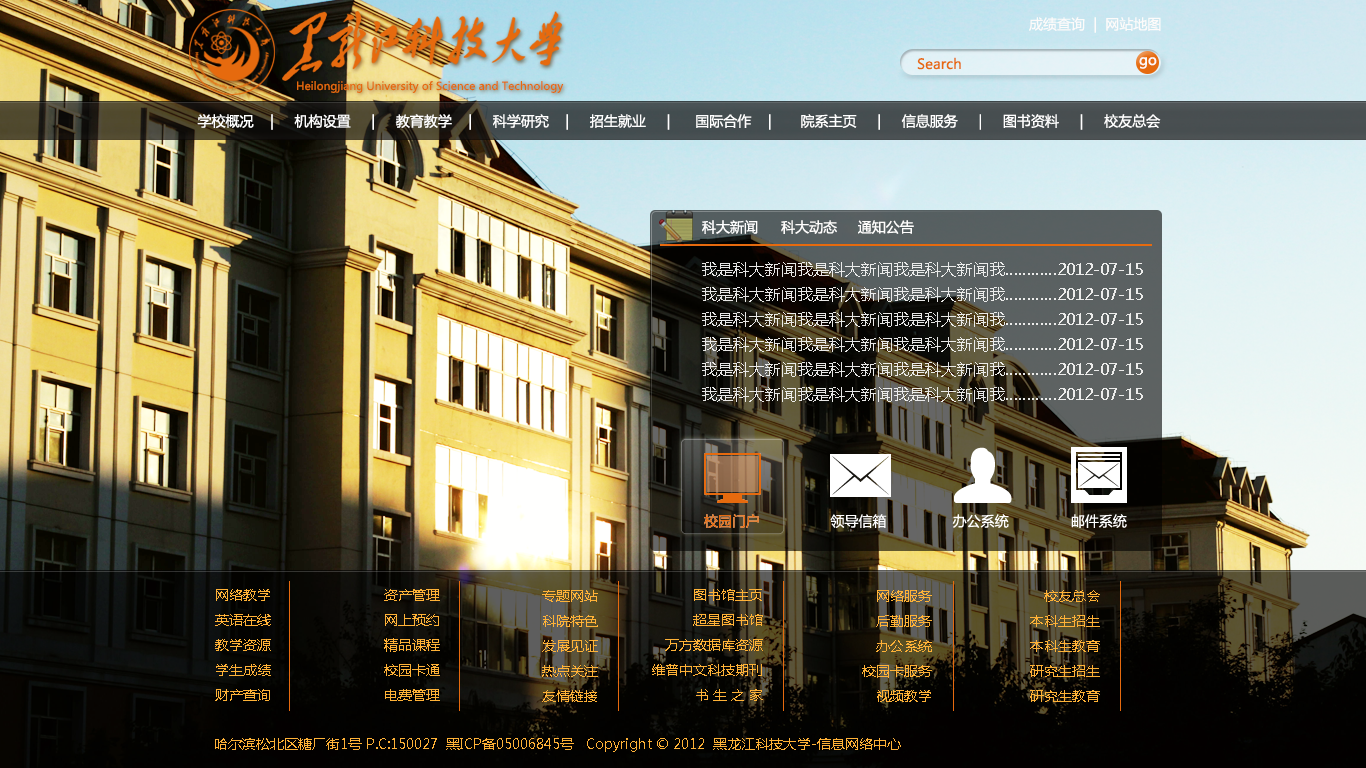 黑龙江科技大学
Heilongjiang University of Science and Technology
成绩查询 | 网站地图
Search go
学校概况 | 机构设置 | 教育教学 | 科学研究 | 招生就业 | 国际合作 | 院系主页 | 信息服务 | 图书资料 | 校友总会
科大新闻 科大动态 通知公告
我是科大新闻我是科大新闻我是科大新闻我............2012-07-15
我是科大新闻我是科大新闻我是科大新闻我............2012-07-15
我是科大新闻我是科大新闻我是科大新闻我............2012-07-15
我是科大新闻我是科大新闻我是科大新闻我............2012-07-15
我是科大新闻我是科大新闻我是科大新闻我............2012-07-15
我是科大新闻我是科大新闻我是科大新闻我............2012-07-15
校园门户 领导信箱 办公系统 邮件系统
网络教学 资产管理 专题网站 图书馆主页 网络服务 校友总会
英语在线 网上预约 科院特色 超星图书馆 后勤服务 本科生招生
教学资源 精品课程 发展见证 万方数据库资源 办公系统 本科生教育
学生成绩 校园卡通 热点关注 维普中文科技期刊 校园卡服务 研究生招生
财产查询 电费管理 友情链接 书 生 之 家 视频教学 研究生教育
哈尔滨松北区糖厂街1号 P.C:150027 黑ICP备05006845号 Copyright © 2012 黑龙江科技大学-信息网络中心